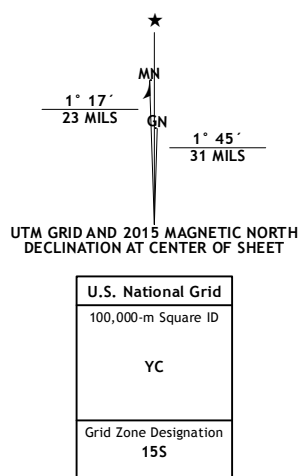 ★
MN
1° 17´
23 MILS
GN
1° 45´
31 MILS
UTM GRID AND 2015 MAGNETIC NORTH
DECLINATION AT CENTER OF SHEET
U.S. National Grid
100,000-m Square ID
YC
Grid Zone Designation
15S